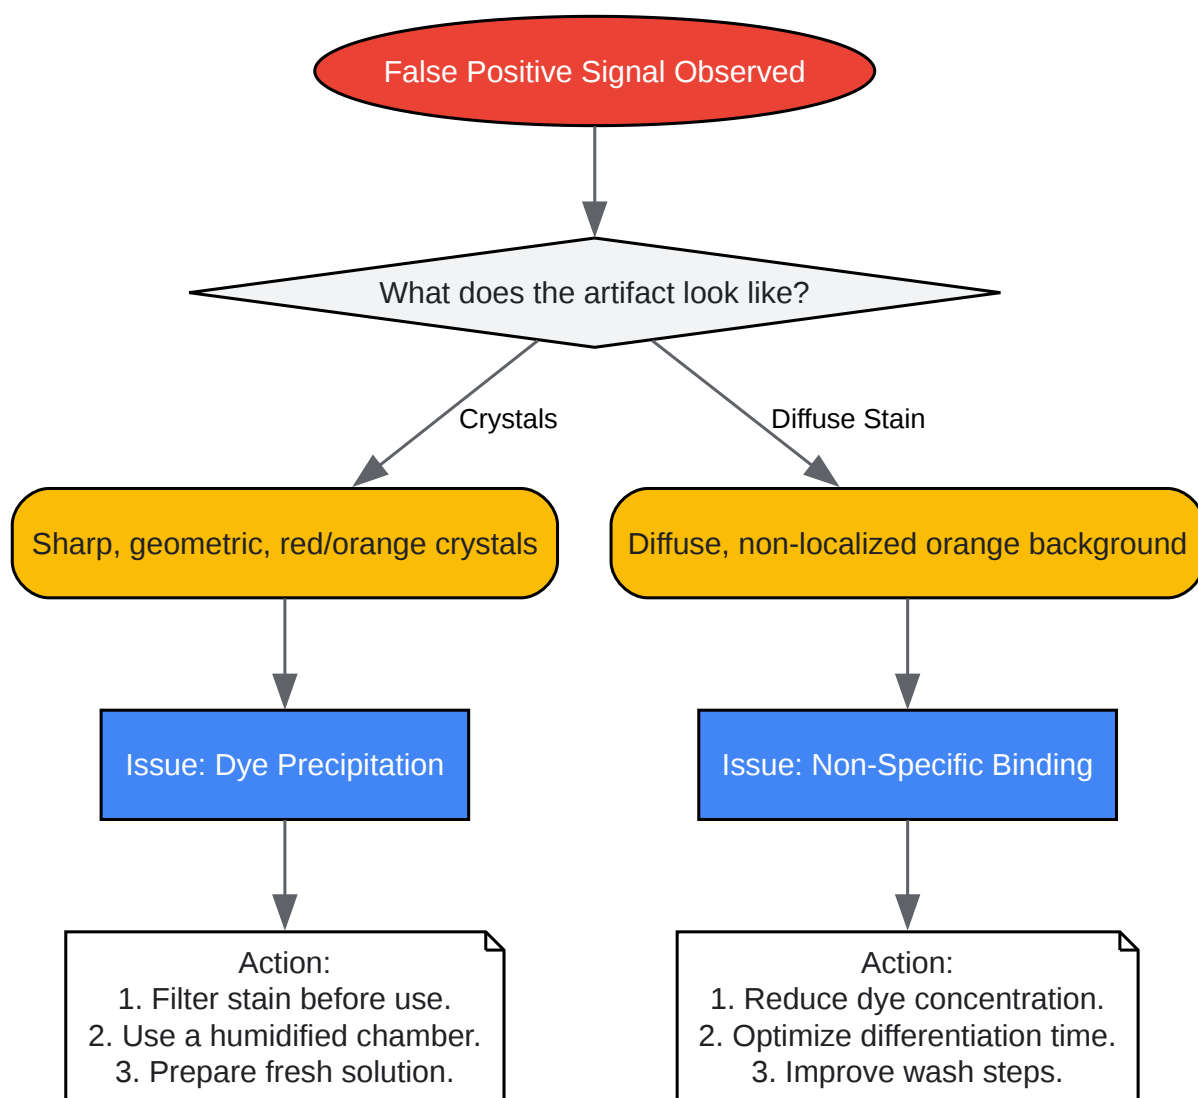 False Positive Signal Observed
What does the artifact look like?
Crystals
Diffuse Stain
Sharp, geometric, red/orange crystals
Diffuse, non-localized orange background
Issue: Dye Precipitation
Issue: Non-Specific Binding
Action:
1. Filter stain before use.
2. Use a humidified chamber.
3. Prepare fresh solution.
Action:
1. Reduce dye concentration.
2. Optimize differentiation time.
3. Improve wash steps.